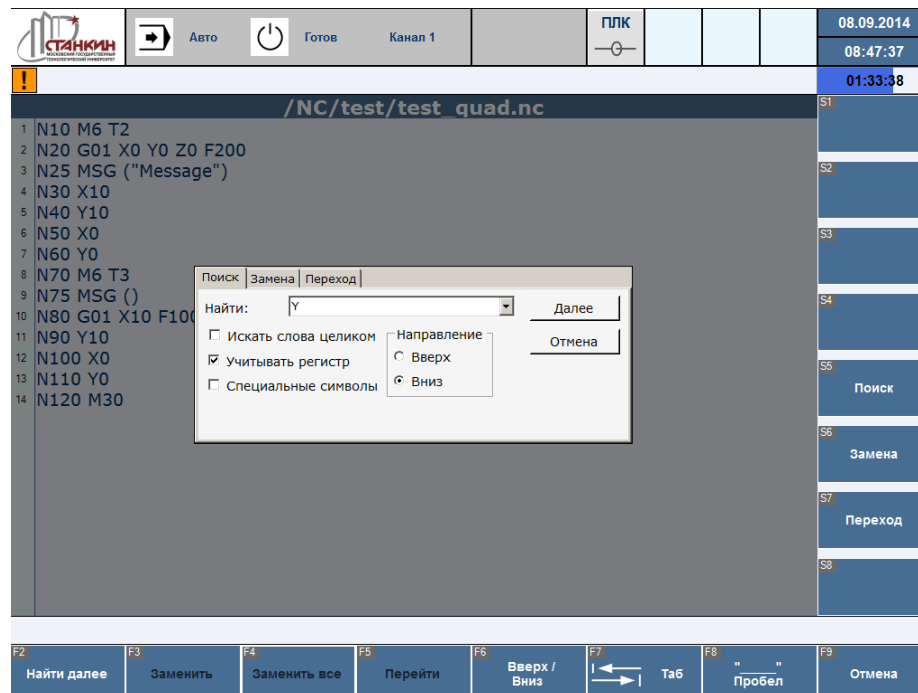 СТАНКИН
МОСКОВСКИЙ ГОСУДАРСТВЕННЫЙ
ТЕХНОЛОГИЧЕСКИЙ УНИВЕРСИТЕТ
Авто
Готов
Канал 1
ПЛК
08.09.2014
08:47:37
!
01:33:38
/NC/test/test_quad.nc
1 N10 M6 T2
2 N20 G01 X0 Y0 Z0 F200
3 N25 MSG ("Message")
4 N30 X10
5 N40 Y10
6 N50 X0
7 N60 Y0
8 N70 M6 T3
9 N75 MSG ()
10 N80 G01 X10 F100
11 N90 Y10
12 N100 X0
13 N110 Y0
14 N120 M30
Поиск Замена Переход
Найти: Y
Далее
Искать слова целиком
Учитывать регистр
Специальные символы
Направление
Вверх
Вниз
Отмена
S1
S2
S3
S4
S5
Поиск
S6
Замена
S7
Переход
S8
F2
Найти далее
F3
Заменить
F4
Заменить все
F5
Перейти
F6
Вверх /
Вниз
F7
Таб
F8
"___"
Пробел
F9
Отмена